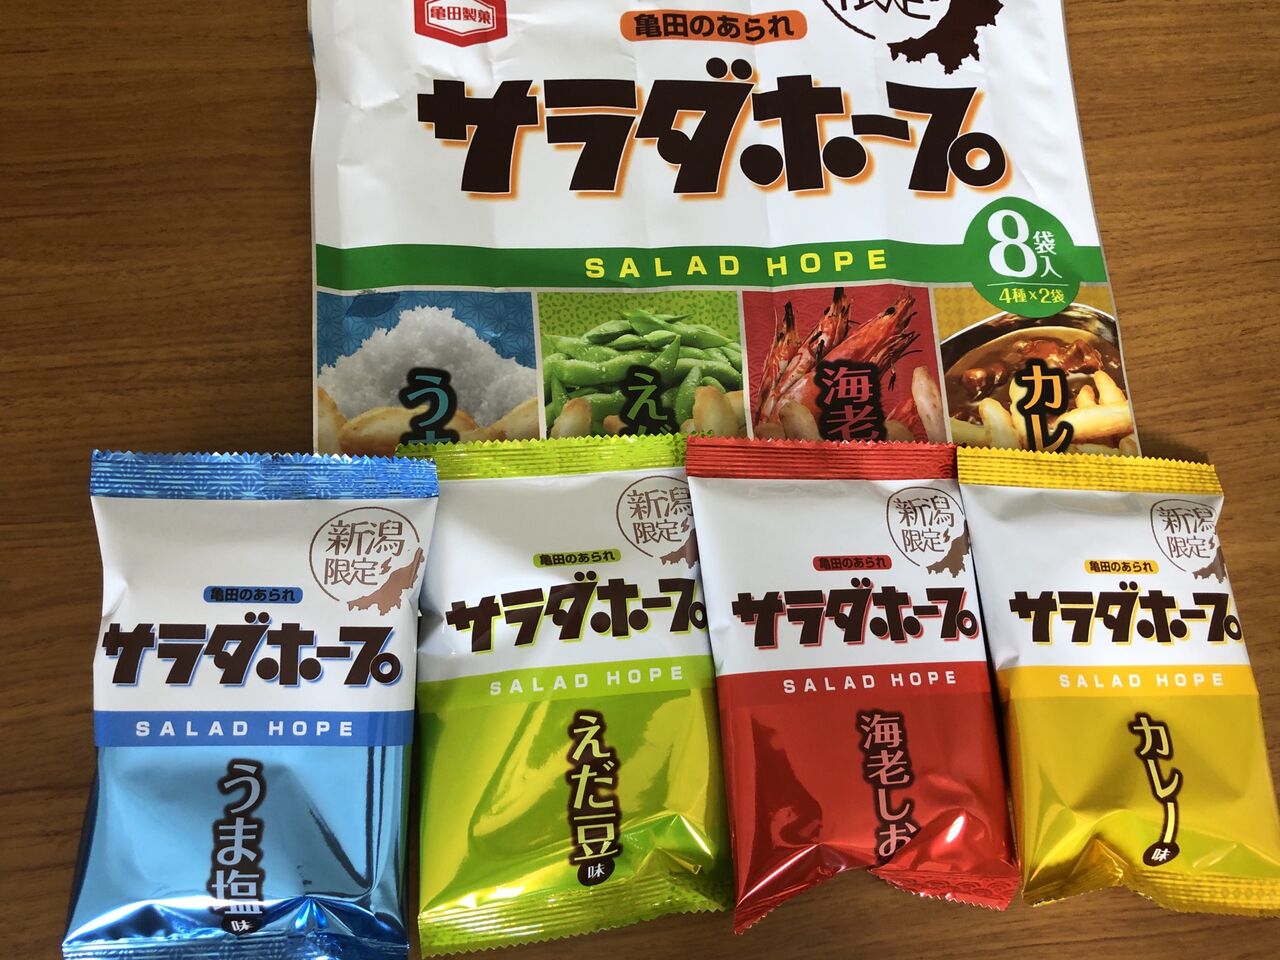 亀田製菓
亀田のあられ
限定
サラダホープ
SALAD HOPE
8袋入
4種×2袋
う
えだ
海老
カレ
新潟
限定
亀田のあられ
サラダホープ
SALAD HOPE
うま塩味
新潟
限定
亀田のあられ
サラダホープ
SALAD HOPE
えだ豆味
新潟
限定
亀田のあられ
サラダホープ
SALAD HOPE
海老しお
新潟
限定
亀田のあられ
サラダホープ
SALAD HOPE
カレー味